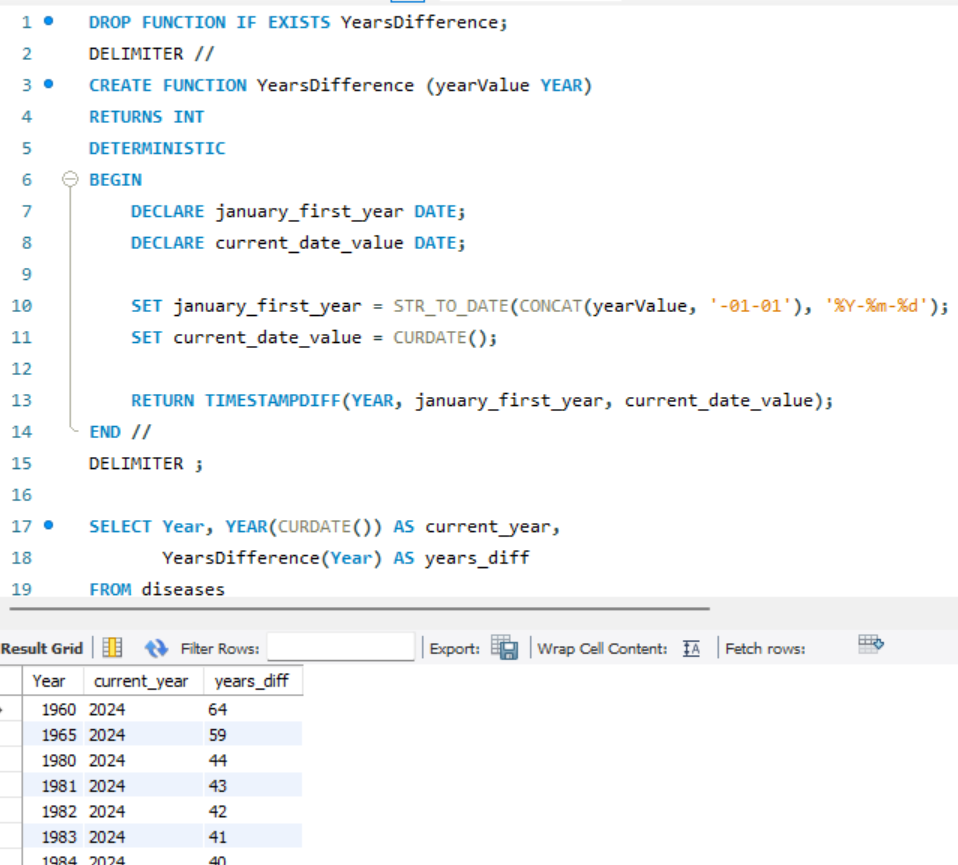 1 DROP FUNCTION IF EXISTS YearsDifference;
2 DELIMITER //
3 CREATE FUNCTION YearsDifference (yearValue YEAR)
4 RETURNS INT
5 DETERMINISTIC
6 BEGIN
7 DECLARE january_first_year DATE;
8 DECLARE current_date_value DATE;
9
10 SET january_first_year = STR_TO_DATE(CONCAT(yearValue, '-01-01'), '%Y-%m-%d');
11 SET current_date_value = CURDATE();
12
13 RETURN TIMESTAMPDIFF(YEAR, january_first_year, current_date_value);
14 END //
15 DELIMITER ;
16
17 SELECT Year, YEAR(CURDATE()) AS current_year,
18 YearsDifference(Year) AS years_diff
19 FROM diseases
Result Grid Filter Rows: Export: Wrap Cell Content: Fetch rows:
Year current_year years_diff
1960 2024 64
1965 2024 59
1980 2024 44
1981 2024 43
1982 2024 42
1983 2024 41
1984 2024 40